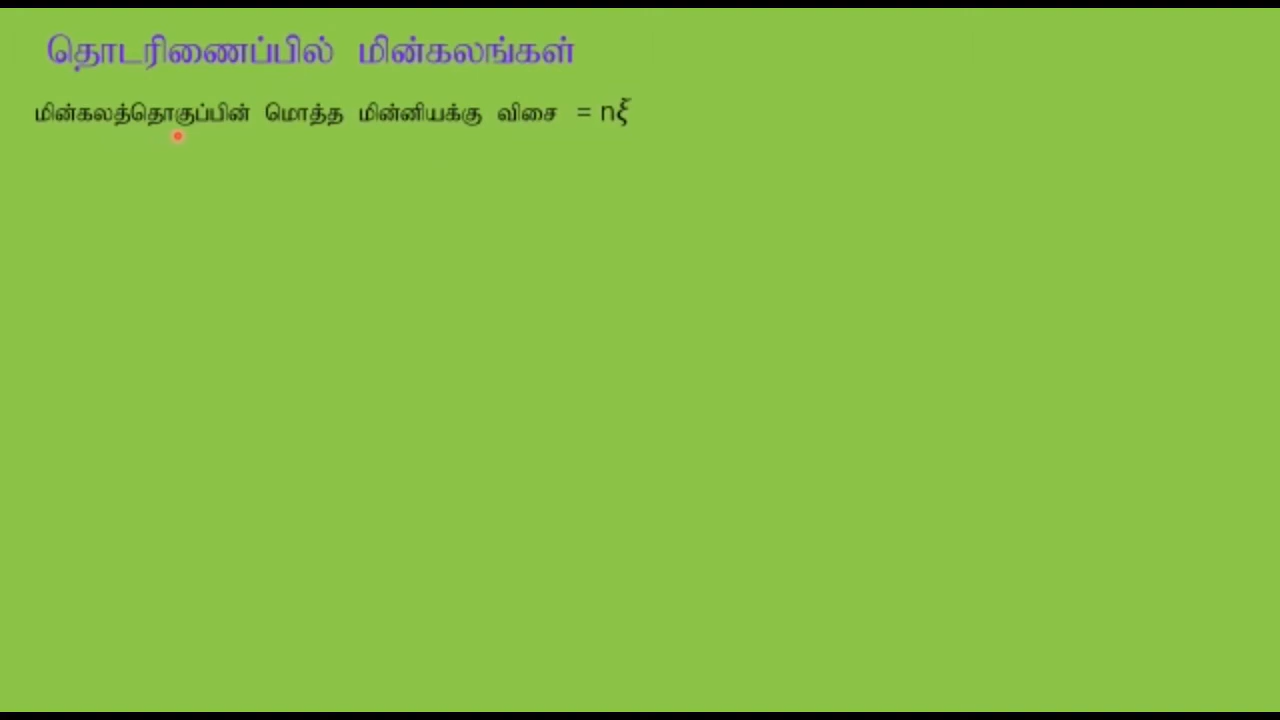 தொடரிணைப்பில் மின்கலங்கள்
மின்கலத்தொகுப்பின் மொத்த மின்னியக்கு விசை = nξ